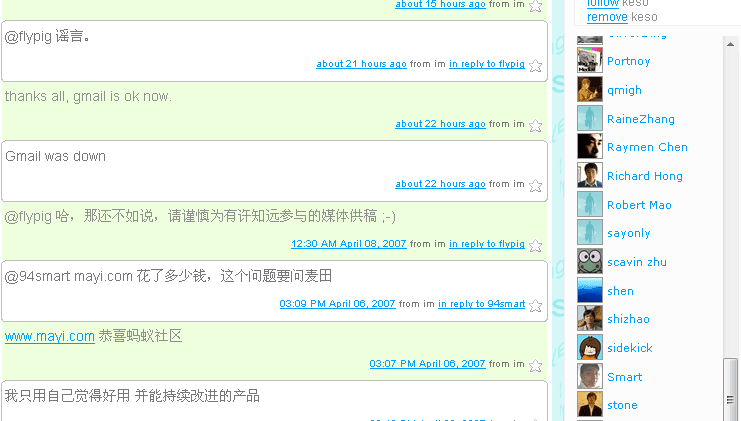 about 15 hours ago from im
@flypig 谣言。
about 21 hours ago from im in reply to flypig
thanks all, gmail is ok now.
about 22 hours ago from im
Gmail was down
about 22 hours ago from im
@flypig 哈，那还不如说，请谨慎为有许知远参与的媒体供稿 ;-)
12:30 AM April 08, 2007 from im in reply to flypig
@94smart mayi.com 花了多少钱，这个问题要问麦田
03:09 PM April 06, 2007 from im in reply to 94smart
www.mayi.com 恭喜蚂蚁社区
03:07 PM April 06, 2007 from im
我只用自己觉得好用 并能持续改进的产品
follow keso
remove keso
Portnoy
qmigh
RaineZhang
Raymen Chen
Richard Hong
Robert Mao
sayonly
scavin zhu
shen
shizhao
sidekick
Smart
stone